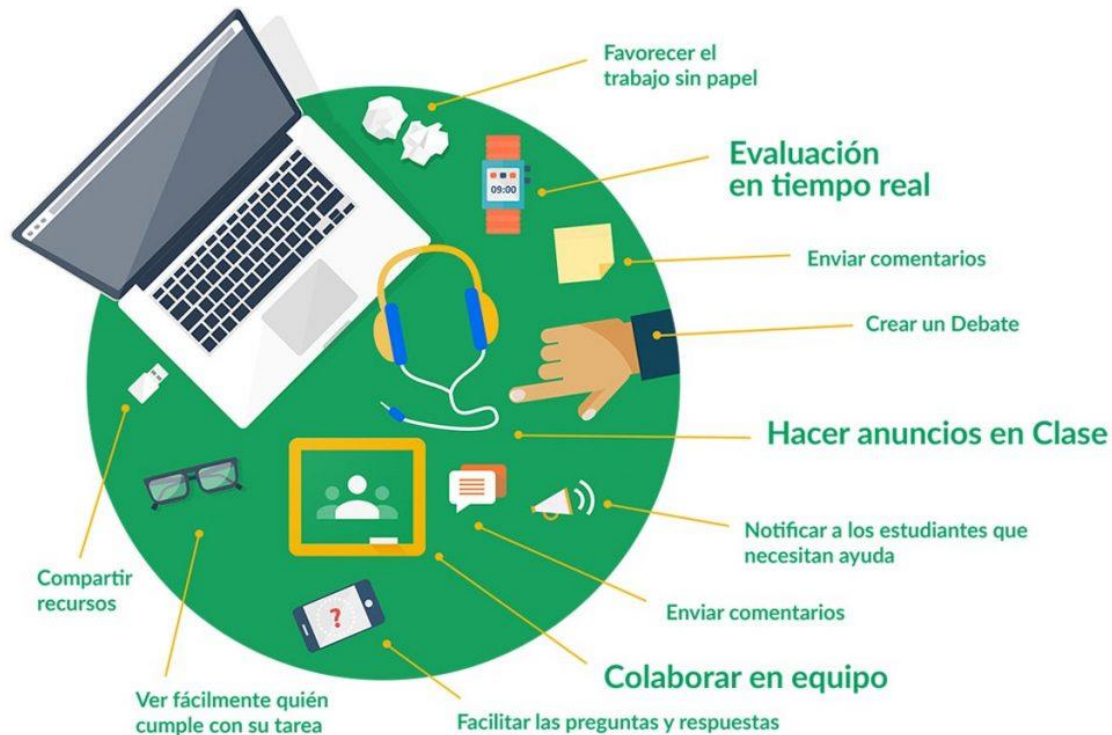 Favorecer el
trabajo sin papel
Evaluación
en tiempo real
09:00
Enviar comentarios
Crear un Debate
Hacer anuncios en Clase
Notificar a los estudiantes que
necesitan ayuda
Compartir
recursos
Enviar comentarios
?
Colaborar en equipo
Ver fácilmente quién
cumple con su tarea
Facilitar las preguntas y respuestas